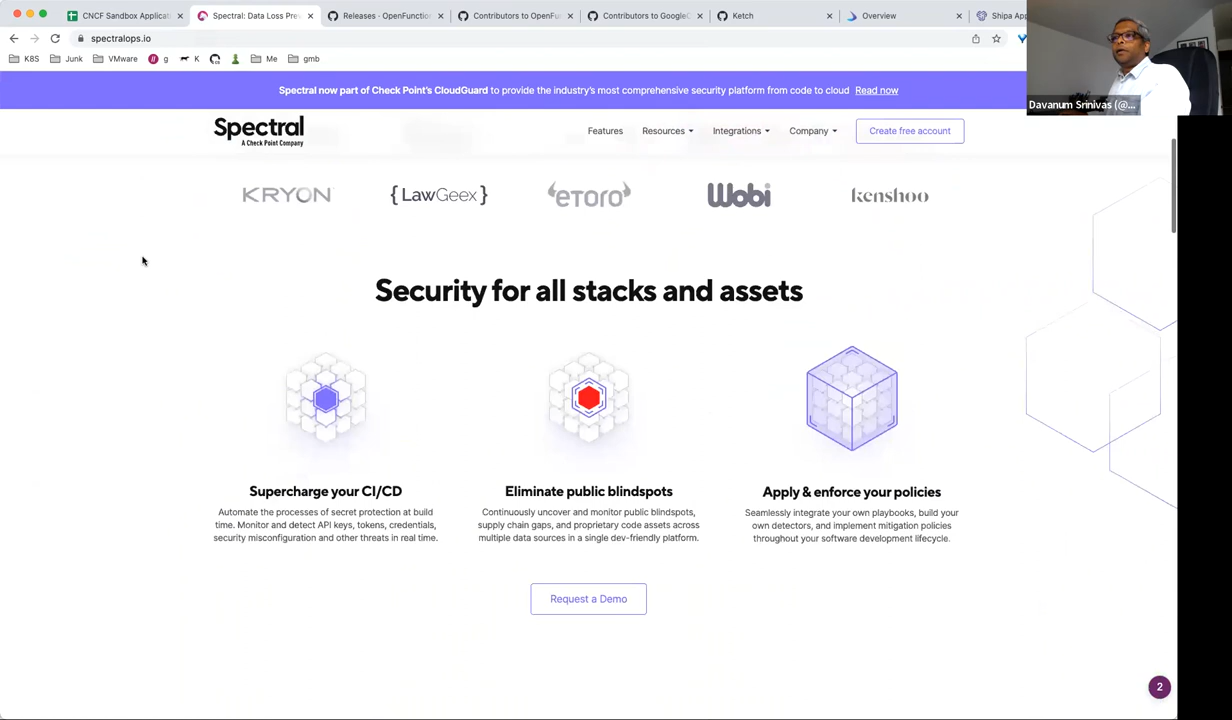 CNCF Sandbox Applicat
Spectral: Data Loss Prev
Releases · OpenFunction
Contributors to OpenFun
Contributors to GoogleC
Ketch
Overview
Shipa App
spectralops.io
K8S
Junk
VMware
g
K
Me
gmb
Davanum Srinivas (@...
Spectral now part of Check Point's CloudGuard to provide the industry's most comprehensive security platform from code to cloud Read now
Spectral
A Check Point Company
Features
Resources
Integrations
Company
Create free account
KRYON
{LawGeex}
eToro
Wobi
kenshoo
Security for all stacks and assets
Supercharge your CI/CD
Automate the processes of secret protection at build
time. Monitor and detect API keys, tokens, credentials,
security misconfiguration and other threats in real time.
Eliminate public blindspots
Continuously uncover and monitor public blindspots,
supply chain gaps, and proprietary code assets across
multiple data sources in a single dev-friendly platform.
Apply & enforce your policies
Seamlessly integrate your own playbooks, build your
own detectors, and implement mitigation policies
throughout your software development lifecycle.
Request a Demo
2